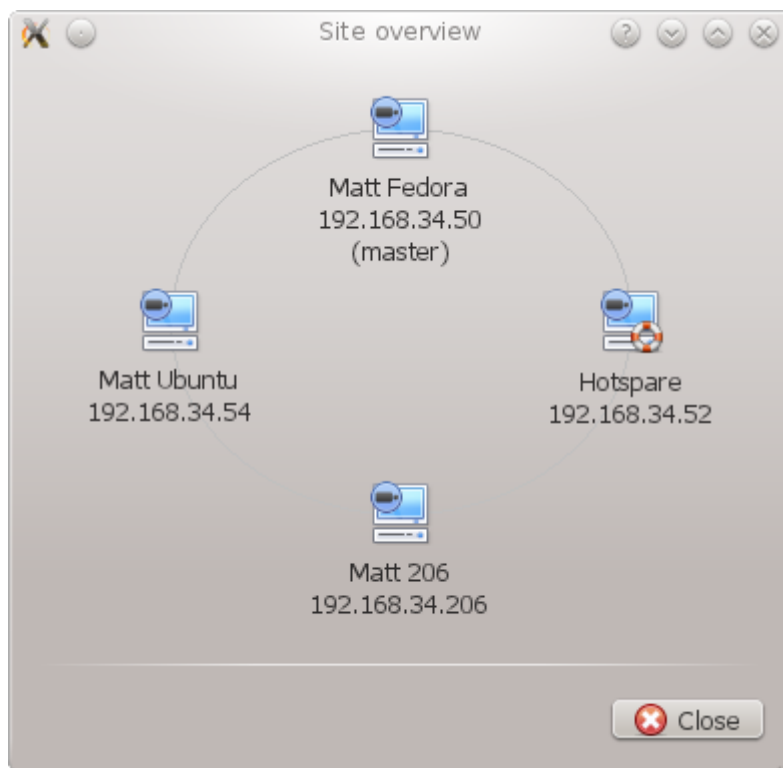 Site overview
Matt Fedora
192.168.34.50
(master)
Matt Ubuntu
192.168.34.54
Hotspare
192.168.34.52
Matt 206
192.168.34.206
Close